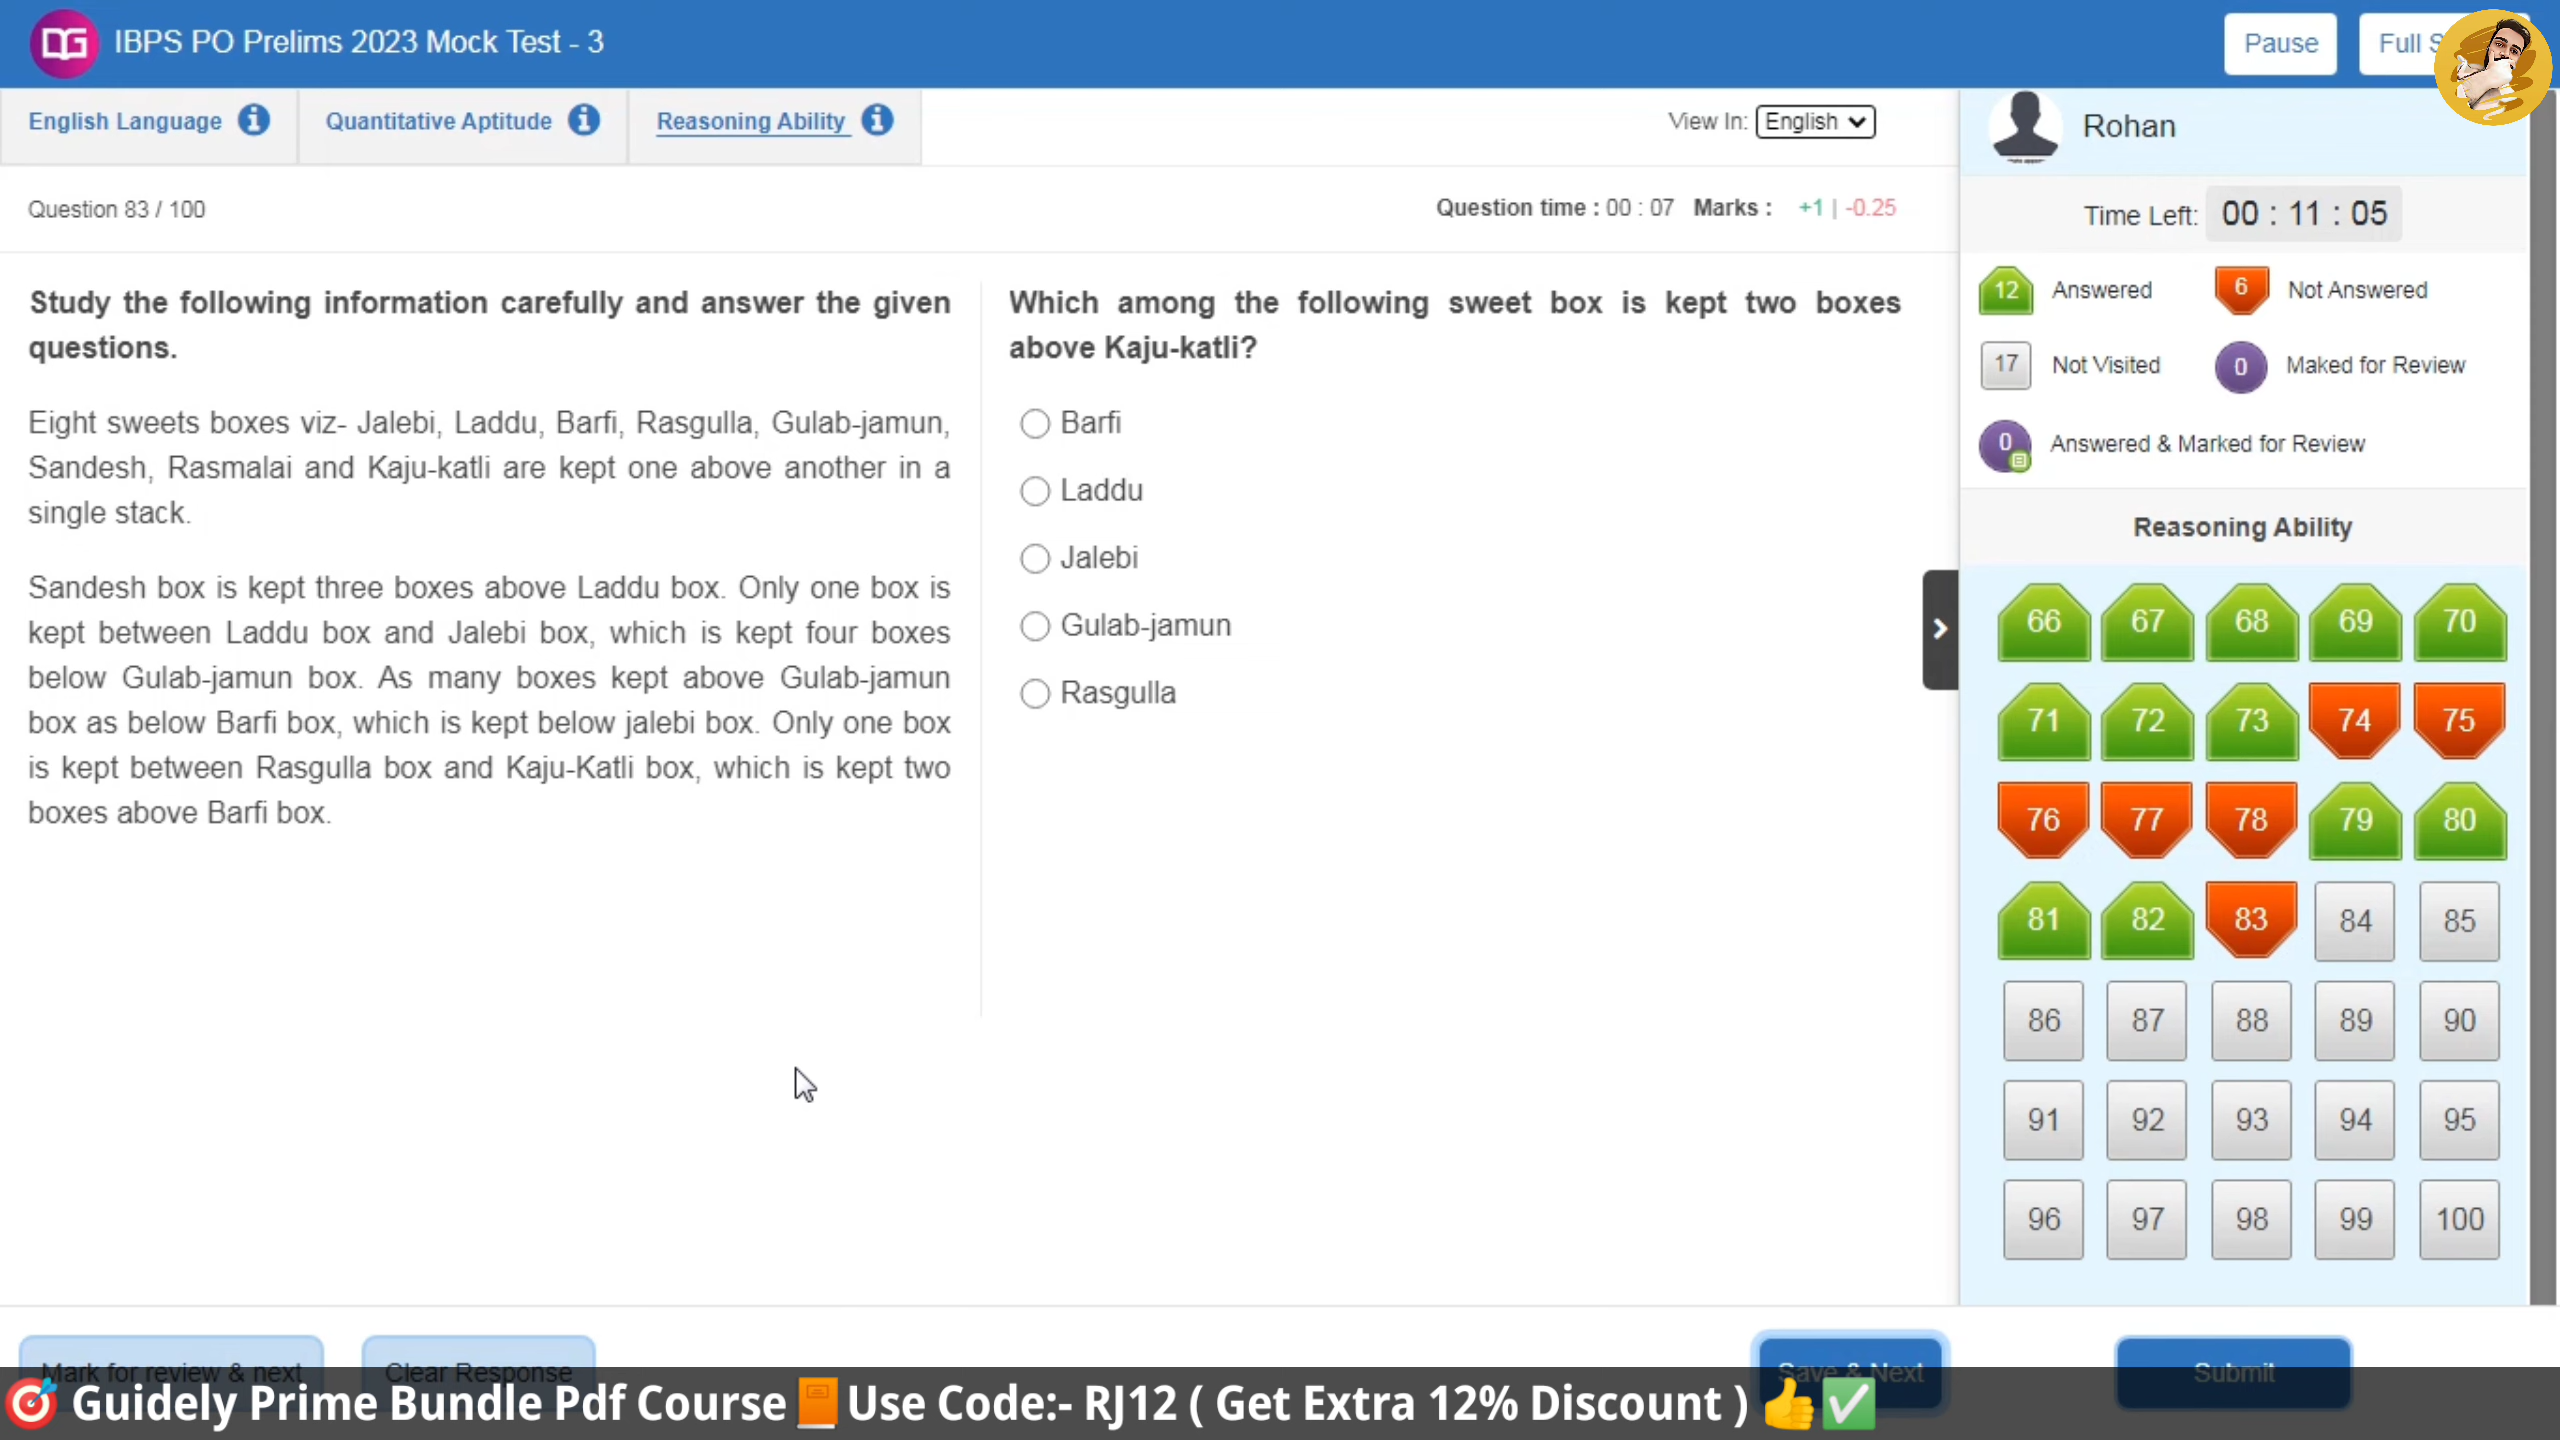 DG IBPS PO Prelims 2023 Mock Test - 3
Pause
Full S
English Language
Quantitative Aptitude
Reasoning Ability
View In: English
Rohan
Question 83 / 100
Question time : 00 : 07 Marks : +1 | -0.25
Time Left: 00 : 11 : 05
12 Answered
6 Not Answered
17 Not Visited
0 Maked for Review
0 Answered & Marked for Review
Study the following information carefully and answer the given
questions.
Eight sweets boxes viz- Jalebi, Laddu, Barfi, Rasgulla, Gulab-jamun,
Sandesh, Rasmalai and Kaju-katli are kept one above another in a
single stack.
Sandesh box is kept three boxes above Laddu box. Only one box is
kept between Laddu box and Jalebi box, which is kept four boxes
below Gulab-jamun box. As many boxes kept above Gulab-jamun
box as below Barfi box, which is kept below jalebi box. Only one box
is kept between Rasgulla box and Kaju-Katli box, which is kept two
boxes above Barfi box.
Which among the following sweet box is kept two boxes
above Kaju-katli?
Barfi
Laddu
Jalebi
Gulab-jamun
Rasgulla
Reasoning Ability
66 67 68 69 70
71 72 73 74 75
76 77 78 79 80
81 82 83 84 85
86 87 88 89 90
91 92 93 94 95
96 97 98 99 100
Mark for review & next
Clear Response
Save & Next
Submit
Guidely Prime Bundle Pdf Course Use Code:- RJ12 ( Get Extra 12% Discount )